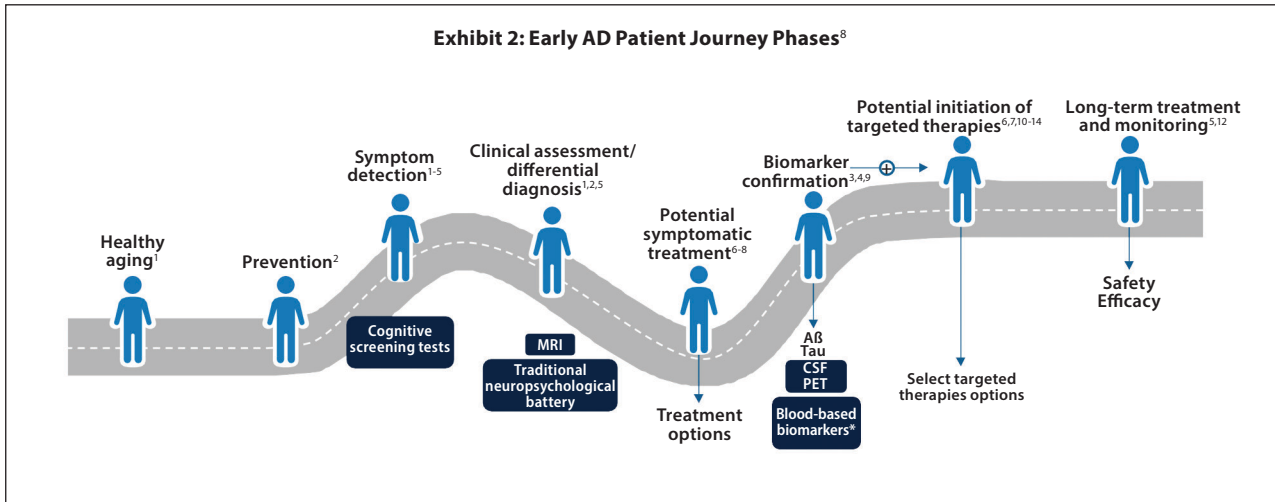 Exhibit 2: Early AD Patient Journey Phases8
Healthy
aging1
Prevention2
Symptom
detection1-5
Cognitive
screening tests
Clinical assessment/
differential
diagnosis1,2,5
MRI
Traditional
neuropsychological
battery
Potential
symptomatic
treatment6-8
Treatment
options
Biomarker
confirmation3,4,9
+
Aß
Tau
CSF
PET
Blood-based
biomarkers*
Potential initiation of
targeted therapies6,7,10-14
Select targeted
therapies options
Long-term treatment
and monitoring5,12
Safety
Efficacy